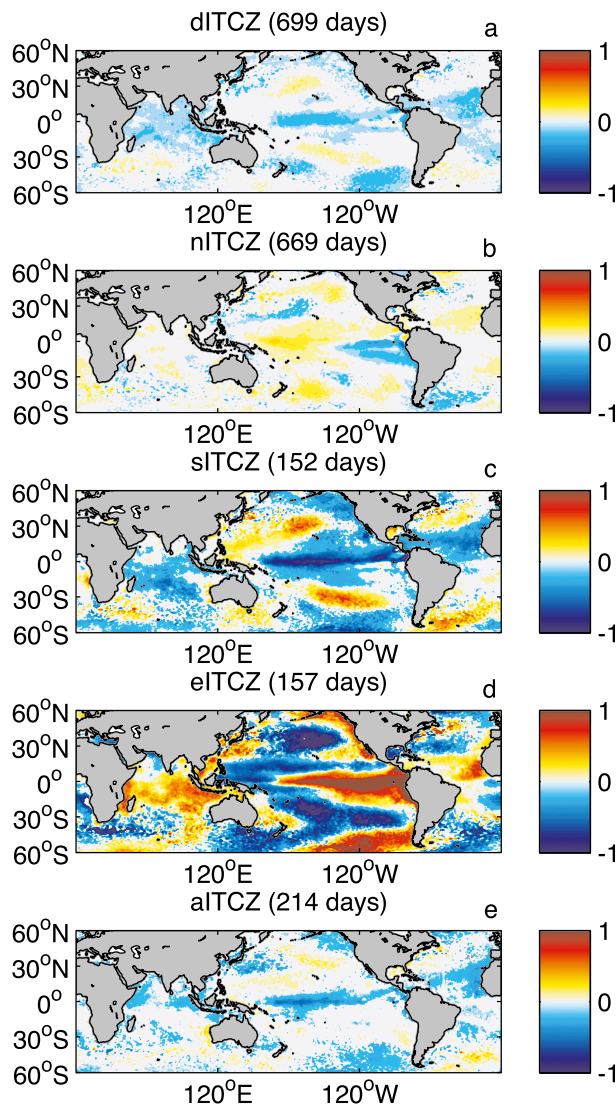 dITCZ (699 days) a
60°N
30°N
0°
30°S
60°S
120°E 120°W
1
0
-1
nITCZ (669 days) b
60°N
30°N
0°
30°S
60°S
120°E 120°W
1
0
-1
sITCZ (152 days) c
60°N
30°N
0°
30°S
60°S
120°E 120°W
1
0
-1
eITCZ (157 days) d
60°N
30°N
0°
30°S
60°S
120°E 120°W
1
0
-1
aITCZ (214 days) e
60°N
30°N
0°
30°S
60°S
120°E 120°W
1
0
-1